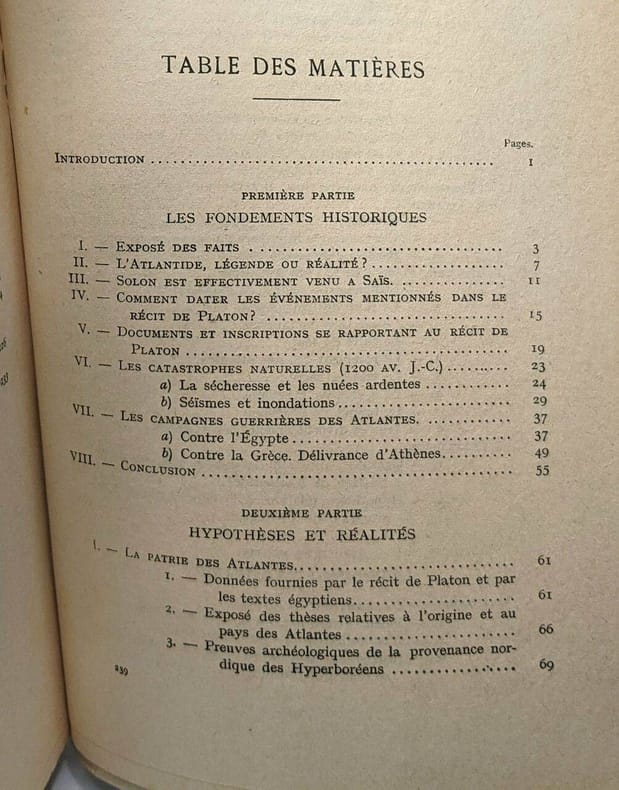 TABLE DES MATIÈRES
Pages.
INTRODUCTION ............................................ 1
PREMIÈRE PARTIE
LES FONDEMENTS HISTORIQUES
I. — EXPOSÉ DES FAITS ................................ 3
II. — L'ATLANTIDE, LÉGENDE OU RÉALITÉ ? ................. 7
III. — SOLON EST EFFECTIVEMENT VENU A SAÏS. .............. 11
IV. — COMMENT DATER LES ÉVÉNEMENTS MENTIONNÉS DANS LE
RÉCIT DE PLATON ? ................................ 15
V. — DOCUMENTS ET INSCRIPTIONS SE RAPPORTANT AU RÉCIT DE
PLATON .......................................... 19
VI. — LES CATASTROPHES NATURELLES (1200 AV. J.-C.) ......... 23
a) La sécheresse et les nuées ardentes ........... 24
b) Séïsmes et inondations ...................... 29
VII. — LES CAMPAGNES GUERRIÈRES DES ATLANTES. ........... 37
a) Contre l'Égypte ............................. 37
b) Contre la Grèce. Délivrance d'Athènes. ......... 49
VIII. — CONCLUSION ....................................... 55
DEUXIÈME PARTIE
HYPOTHÈSES ET RÉALITÉS
I. — LA PATRIE DES ATLANTES. ........................... 61
1. — Données fournies par le récit de Platon et par
les textes égyptiens. .................... 61
2. — Exposé des thèses relatives à l'origine et au
pays des Atlantes ...................... 66
3. — Preuves archéologiques de la provenance nor-
dique des Hyperboréens ................ 69
239